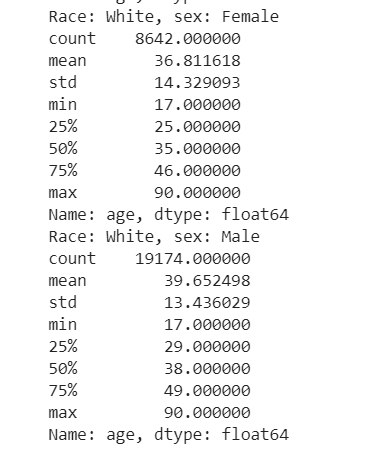 Race: White, sex: Female
count    8642.000000
mean       36.811618
std        14.329093
min        17.000000
25%        25.000000
50%        35.000000
75%        46.000000
max        90.000000
Name: age, dtype: float64
Race: White, sex: Male
count    19174.000000
mean        39.652498
std         13.436029
min         17.000000
25%         29.000000
50%         38.000000
75%         49.000000
max         90.000000
Name: age, dtype: float64